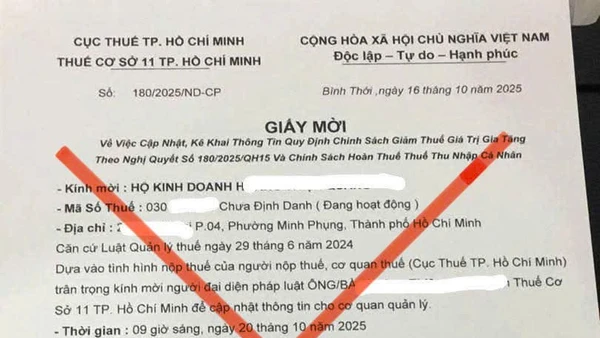 CỤC THUẾ TP. HỒ CHÍ MINH
THUẾ CƠ SỞ 11 TP. HỒ CHÍ MINH
Số: 180/2025/ND-CP
CỘNG HÒA XÃ HỘI CHỦ NGHĨA VIỆT NAM
Độc lập – Tự do – Hạnh phúc
Bình Thới ,ngày 16 tháng 10 năm 2025
GIẤY MỜI
Về Việc Cập Nhật, Kê Khai Thông Tin Quy Định Chính Sách Giảm Thuế Giá Trị Gia Tăng
Theo Nghị Quyết Số 180/2025/QH15 Và Chính Sách Hoàn Thuế Thuế Thu Nhập Cá Nhân
- Kính mời : HỘ KINH DOANH H
- Mã Số Thuế : 030 Chưa Định Danh ( Đang hoạt động )
- Địa chỉ : 2 P.04, Phường Minh Phụng, Thành phố Hồ Chí Minh
Căn cứ Luật Quản lý thuế ngày 29 tháng 6 năm 2024
Dựa vào tình hình nộp thuế của người nộp thuế, cơ quan thuế (Cục Thuế TP. Hồ Chí Minh)
trân trọng kính mời người đại diện pháp luật ÔNG/BÀ Thuế Cơ
Sở 11 TP. Hồ Chí Minh để cập nhật thông tin cho cơ quan quản lý.
- Thời gian : 09 giờ sáng, ngày 20 tháng 10 năm 2025